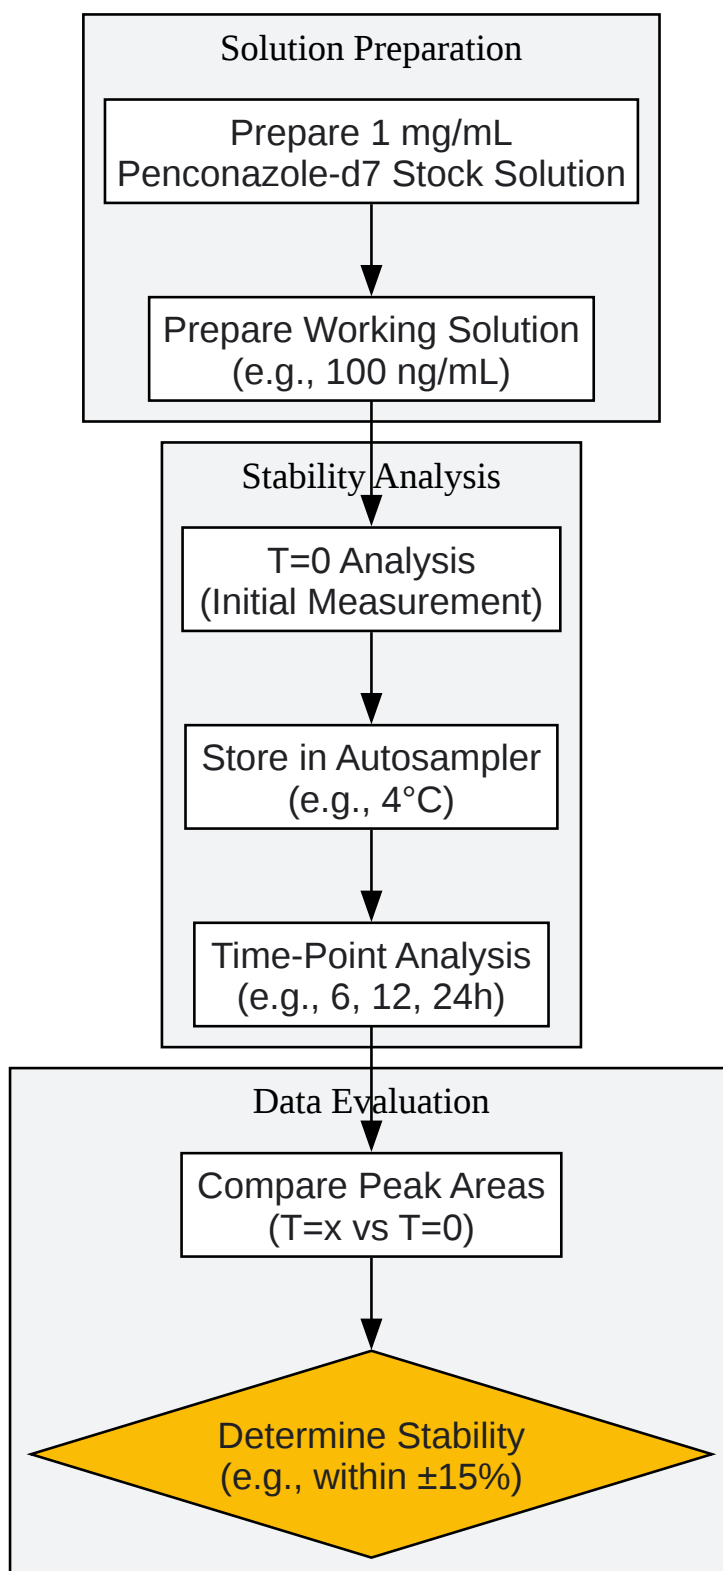 Solution Preparation
Prepare 1 mg/mL
Penconazole-d7 Stock Solution
Prepare Working Solution
(e.g., 100 ng/mL)
Stability Analysis
T=0 Analysis
(Initial Measurement)
Store in Autosampler
(e.g., 4°C)
Time-Point Analysis
(e.g., 6, 12, 24h)
Data Evaluation
Compare Peak Areas
(T=x vs T=0)
Determine Stability
(e.g., within ±15%)